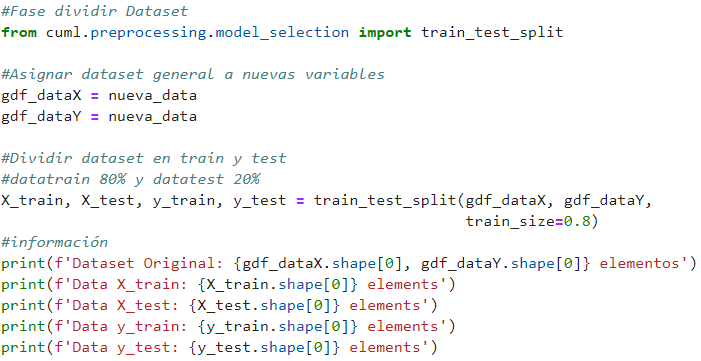 #Fase dividir Dataset
from cuml.preprocessing.model_selection import train_test_split
#Asignar dataset general a nuevas variables
gdf_dataX = nueva_data
gdf_dataY = nueva_data
#Dividir dataset en train y test
#datatrain 80% y datatest 20%
X_train, X_test, y_train, y_test = train_test_split(gdf_dataX, gdf_dataY,
train_size=0.8)
#información
print(f'Dataset Original: {gdf_dataX.shape[0], gdf_dataY.shape[0]} elementos')
print(f'Data X_train: {X_train.shape[0]} elements')
print(f'Data X_test: {X_test.shape[0]} elements')
print(f'Data y_train: {y_train.shape[0]} elements')
print(f'Data y_test: {y_test.shape[0]} elements')